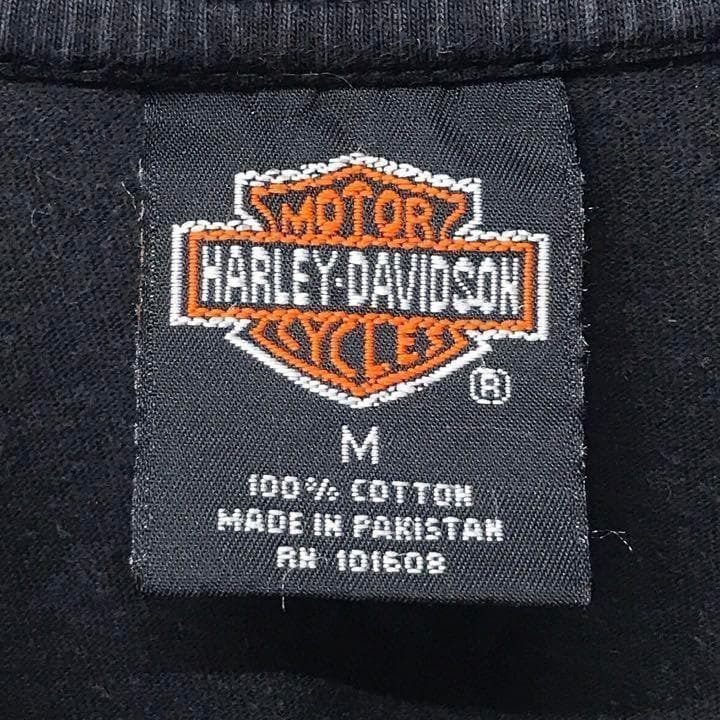 MOTOR
HARLEY-DAVIDSON
CYCLES
®
M
100% COTTON
MADE IN PAKISTAN
RN 101608